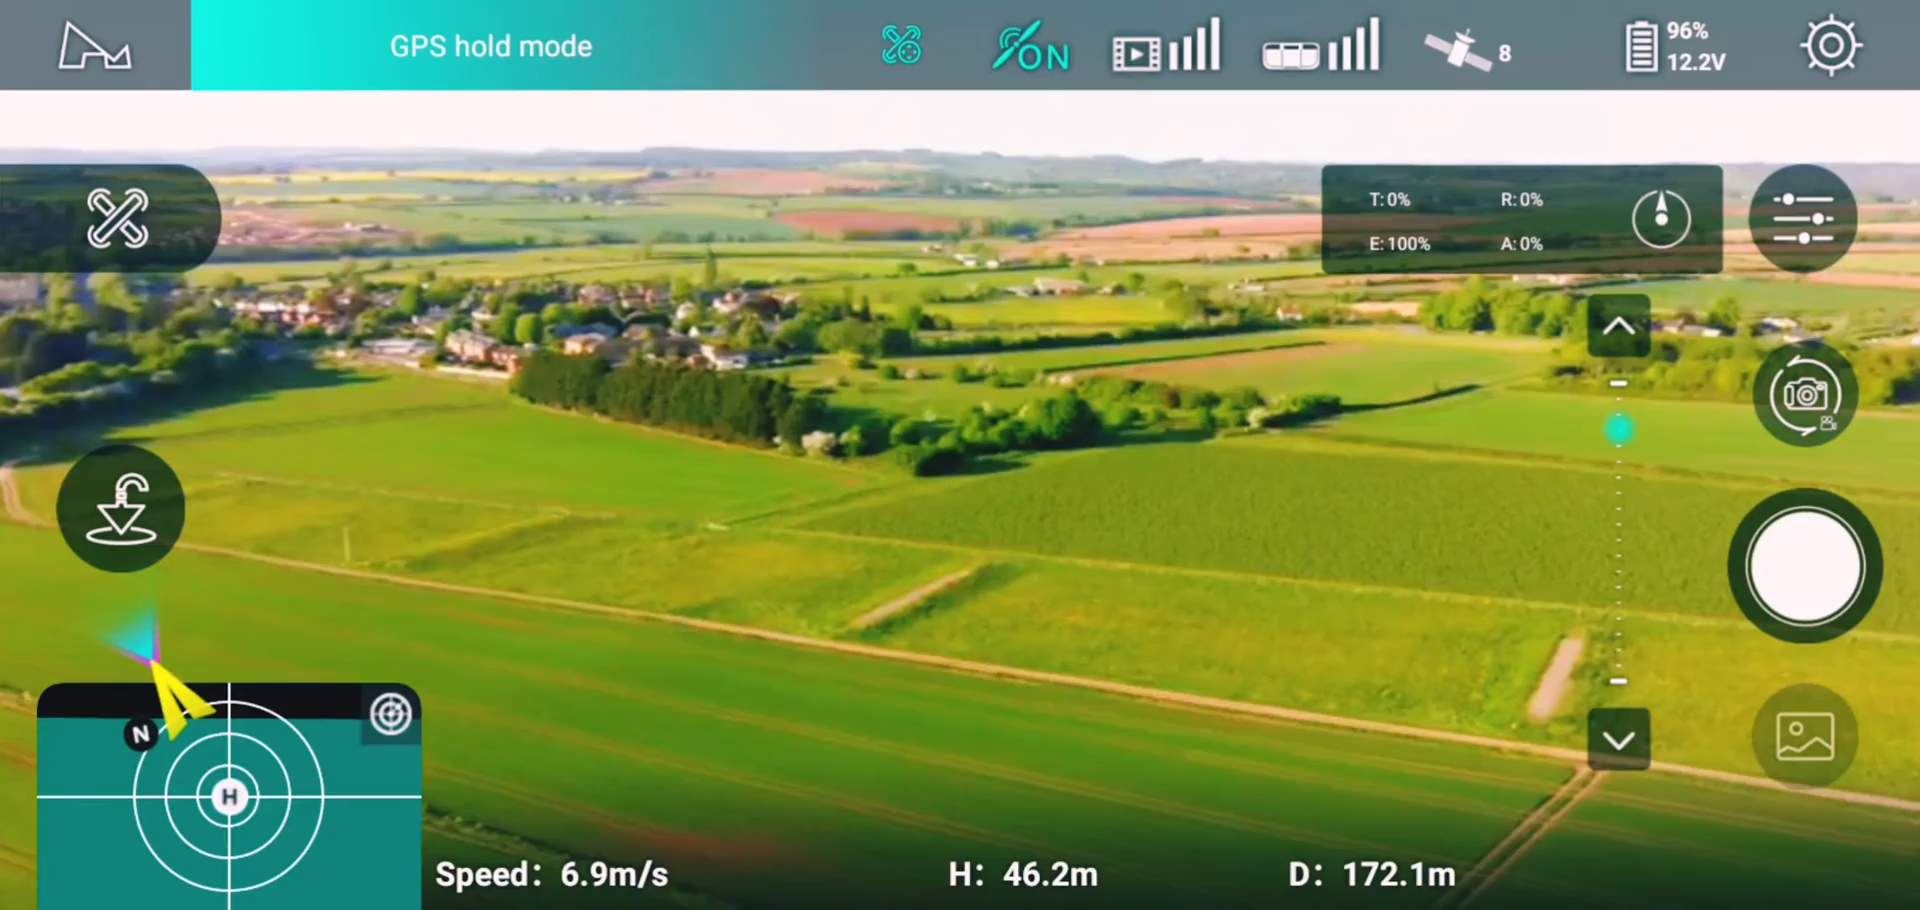 GPS hold mode
ON
8
96%
12.2V
T: 0%
R: 0%
E: 100%
A: 0%
N
H
Speed: 6.9m/s
H: 46.2m
D: 172.1m